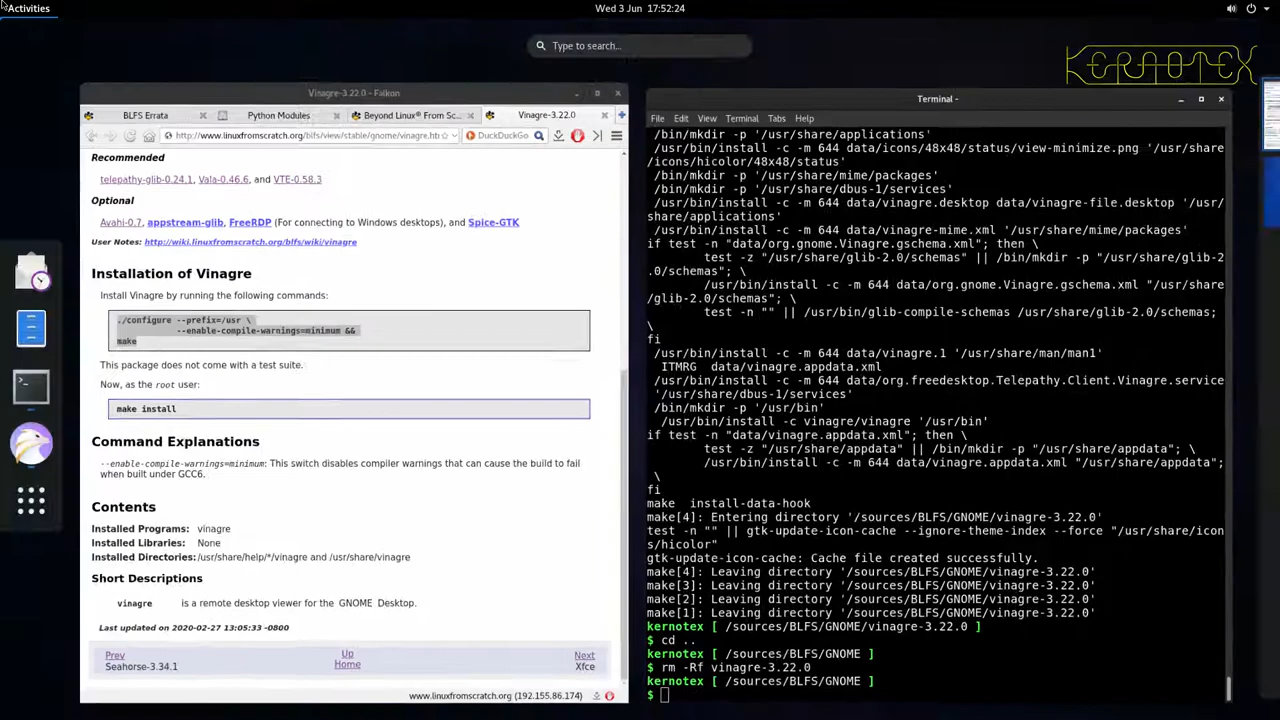 Activities
Wed 3 Jun 17:52:24
Type to search...
KERNOTEX
Vinagre-3.22.0 - Falkon
BLFS Errata
Python Modules
Beyond Linux® From Sc...
Vinagre-3.22.0
http://www.linuxfromscratch.org/blfs/view/stable/gnome/vinagre.ht
DuckDuckGo
Recommended
telepathy-glib-0.24.1, Vala-0.46.6, and VTE-0.58.3
Optional
Avahi-0.7, appstream-glib, FreeRDP (For connecting to Windows desktops), and Spice-GTK
User Notes: http://wiki.linuxfromscratch.org/blfs/wiki/vinagre
Installation of Vinagre
Install Vinagre by running the following commands:
./configure --prefix=/usr \
--enable-compile-warnings=minimum &&
make
This package does not come with a test suite.
Now, as the root user:
make install
Command Explanations
--enable-compile-warnings=minimum: This switch disables compiler warnings that can cause the build to fail
when built under GCC6.
Contents
Installed Programs: vinagre
Installed Libraries: None
Installed Directories: /usr/share/help/*/vinagre and /usr/share/vinagre
Short Descriptions
vinagre is a remote desktop viewer for the GNOME Desktop.
Last updated on 2020-02-27 13:05:33 -0800
Prev Up Next
Seahorse-3.34.1 Home Xfce
www.linuxfromscratch.org (192.155.86.174)
Terminal -
File Edit View Terminal Tabs Help
/bin/mkdir -p '/usr/share/applications'
/usr/bin/install -c -m 644 data/icons/48x48/status/view-minimize.png '/usr/share
/icons/hicolor/48x48/status'
/bin/mkdir -p '/usr/share/mime/packages'
/bin/mkdir -p '/usr/share/dbus-1/services'
/usr/bin/install -c -m 644 data/vinagre.desktop data/vinagre-file.desktop '/usr/
share/applications'
/usr/bin/install -c -m 644 data/vinagre-mime.xml '/usr/share/mime/packages'
if test -n "data/org.gnome.Vinagre.gschema.xml"; then \
test -z "/usr/share/glib-2.0/schemas" || /bin/mkdir -p "/usr/share/glib-2
.0/schemas"; \
/usr/bin/install -c -m 644 data/org.gnome.Vinagre.gschema.xml "/usr/share
/glib-2.0/schemas"; \
test -n "" || /usr/bin/glib-compile-schemas /usr/share/glib-2.0/schemas;
\
fi
/usr/bin/install -c -m 644 data/vinagre.1 '/usr/share/man/man1'
ITMRG data/vinagre.appdata.xml
/usr/bin/install -c -m 644 data/org.freedesktop.Telepathy.Client.Vinagre.service
'/usr/share/dbus-1/services'
/bin/mkdir -p '/usr/bin'
/usr/bin/install -c vinagre/vinagre '/usr/bin'
if test -n "data/vinagre.appdata.xml"; then \
test -z "/usr/share/appdata" || /bin/mkdir -p "/usr/share/appdata"; \
/usr/bin/install -c -m 644 data/vinagre.appdata.xml "/usr/share/appdata";
\
fi
make install-data-hook
make[4]: Entering directory '/sources/BLFS/GNOME/vinagre-3.22.0'
test -n "" || gtk-update-icon-cache --ignore-theme-index --force "/usr/share/icon
s/hicolor"
gtk-update-icon-cache: Cache file created successfully.
make[4]: Leaving directory '/sources/BLFS/GNOME/vinagre-3.22.0'
make[3]: Leaving directory '/sources/BLFS/GNOME/vinagre-3.22.0'
make[2]: Leaving directory '/sources/BLFS/GNOME/vinagre-3.22.0'
make[1]: Leaving directory '/sources/BLFS/GNOME/vinagre-3.22.0'
kernotex [ /sources/BLFS/GNOME/vinagre-3.22.0 ]
$ cd ..
kernotex [ /sources/BLFS/GNOME ]
$ rm -Rf vinagre-3.22.0
kernotex [ /sources/BLFS/GNOME ]
$